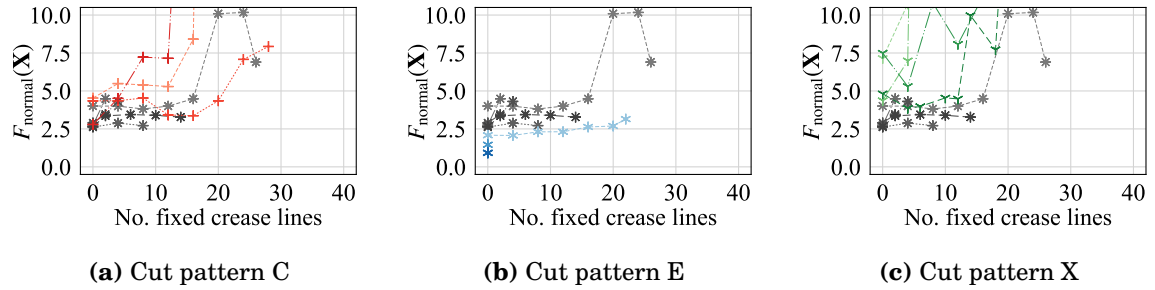 10.0
7.5
5.0
2.5
0.0
F_normal(X)
0 10 20 30 40
No. fixed crease lines
(a) Cut pattern C
10.0
7.5
5.0
2.5
0.0
F_normal(X)
0 10 20 30 40
No. fixed crease lines
(b) Cut pattern E
10.0
7.5
5.0
2.5
0.0
F_normal(X)
0 10 20 30 40
No. fixed crease lines
(c) Cut pattern X